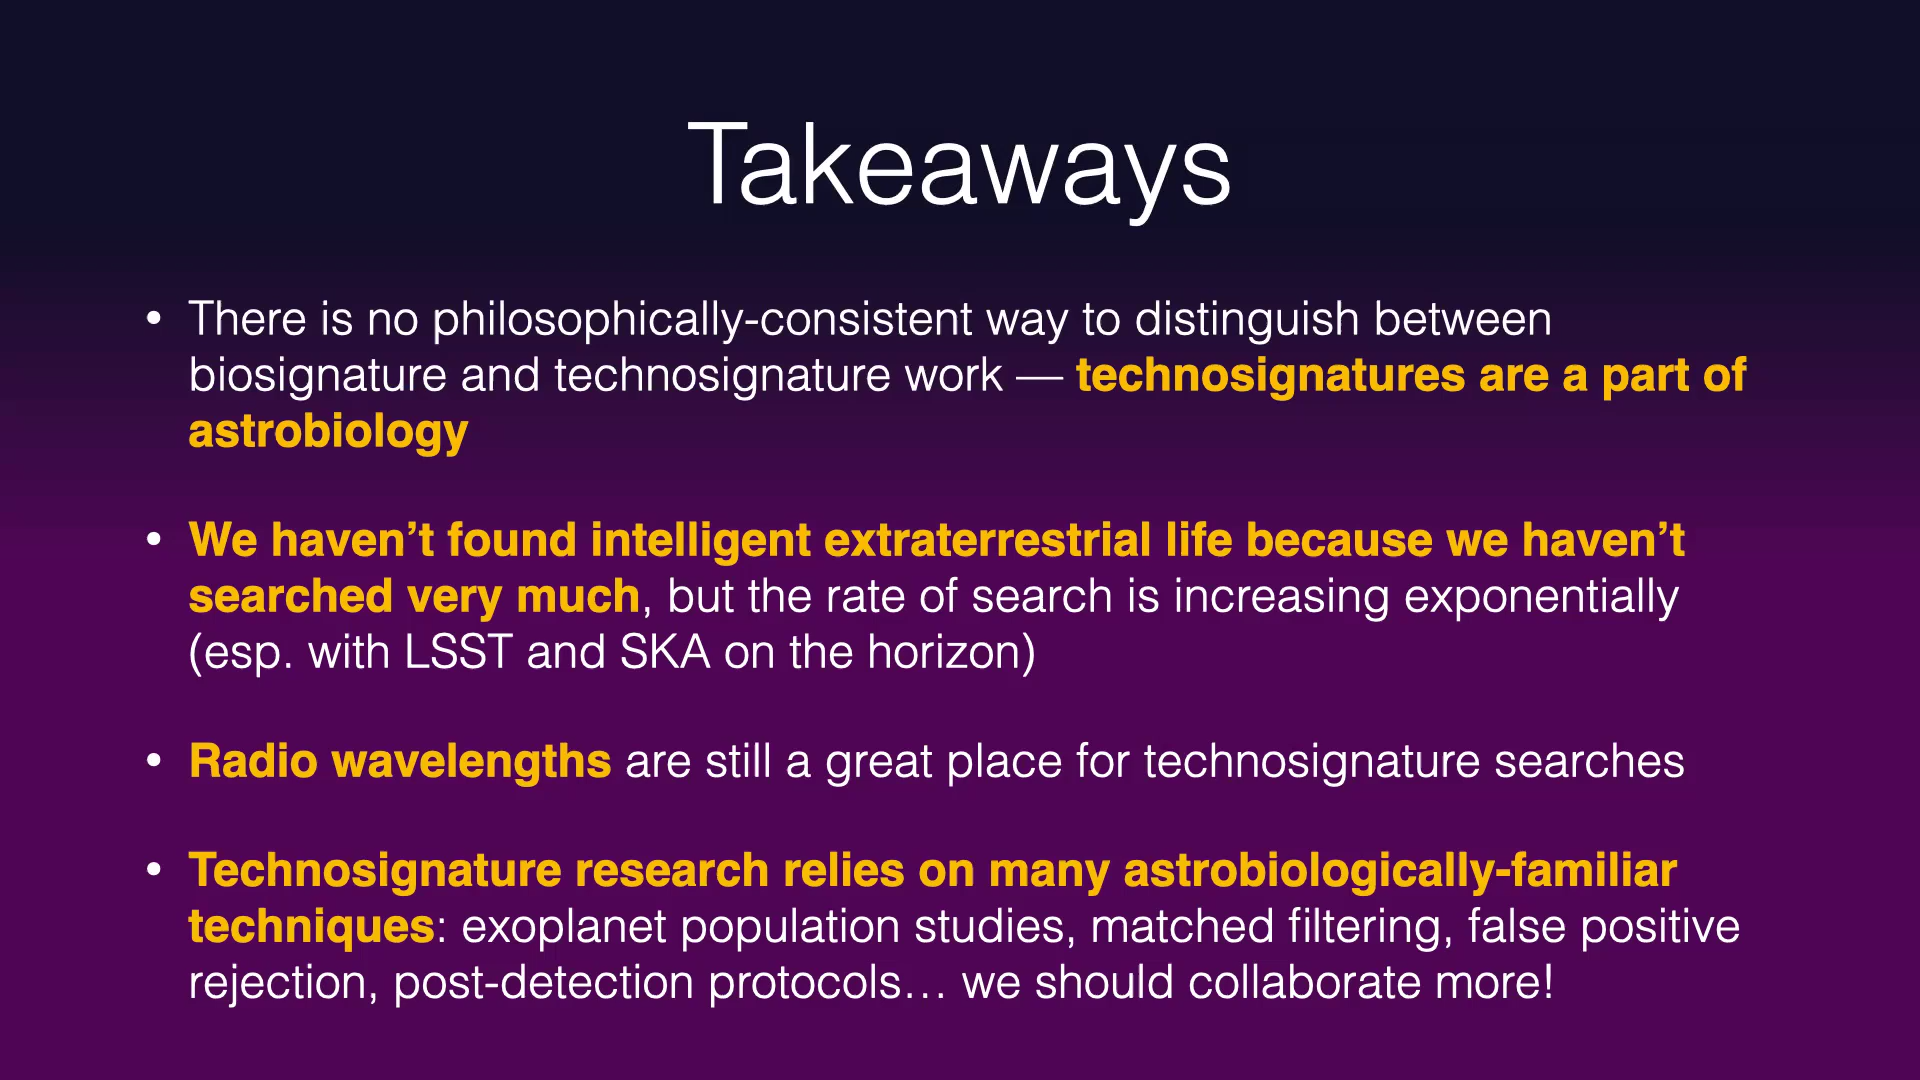 Takeaways
• There is no philosophically-consistent way to distinguish between
biosignature and technosignature work — technosignatures are a part of
astrobiology
• We haven’t found intelligent extraterrestrial life because we haven’t
searched very much, but the rate of search is increasing exponentially
(esp. with LSST and SKA on the horizon)
• Radio wavelengths are still a great place for technosignature searches
• Technosignature research relies on many astrobiologically-familiar
techniques: exoplanet population studies, matched filtering, false positive
rejection, post-detection protocols… we should collaborate more!